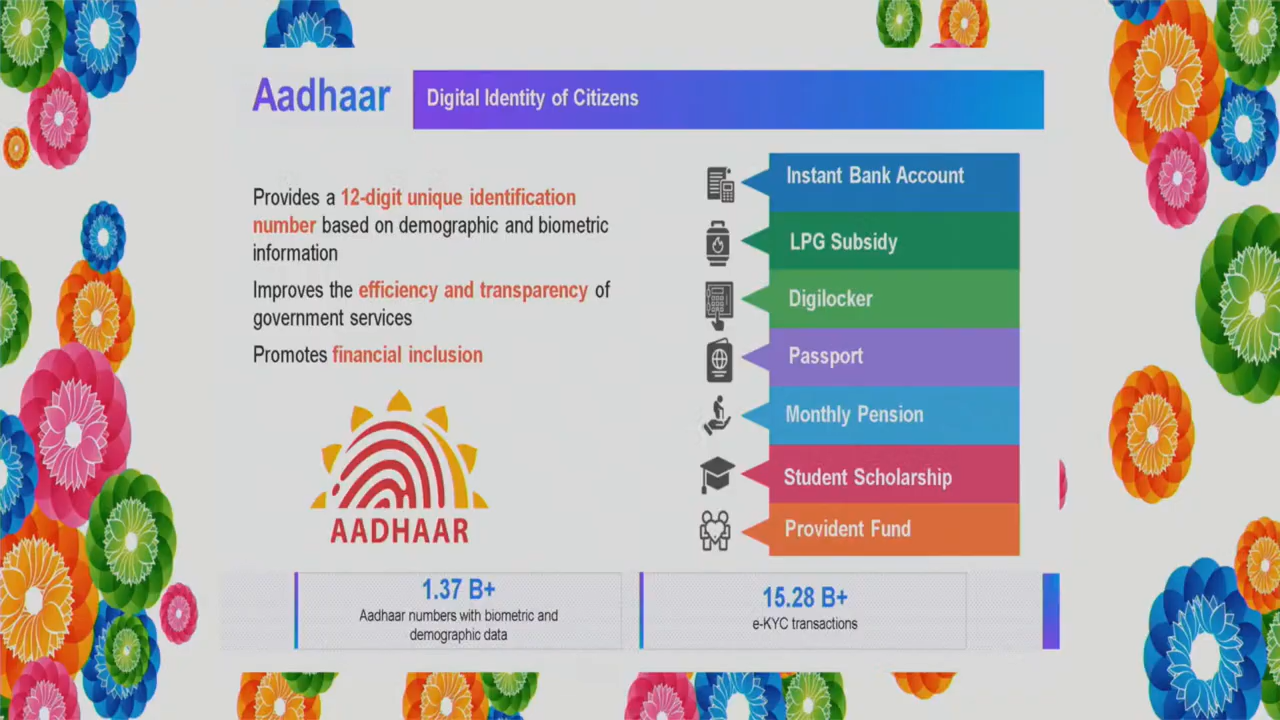 Aadhaar
Digital Identity of Citizens
Provides a 12-digit unique identification
number based on demographic and biometric
information
Improves the efficiency and transparency of
government services
Promotes financial inclusion
AADHAAR
Instant Bank Account
LPG Subsidy
Digilocker
Passport
Monthly Pension
Student Scholarship
Provident Fund
1.37 B+
Aadhaar numbers with biometric and
demographic data
15.28 B+
e-KYC transactions